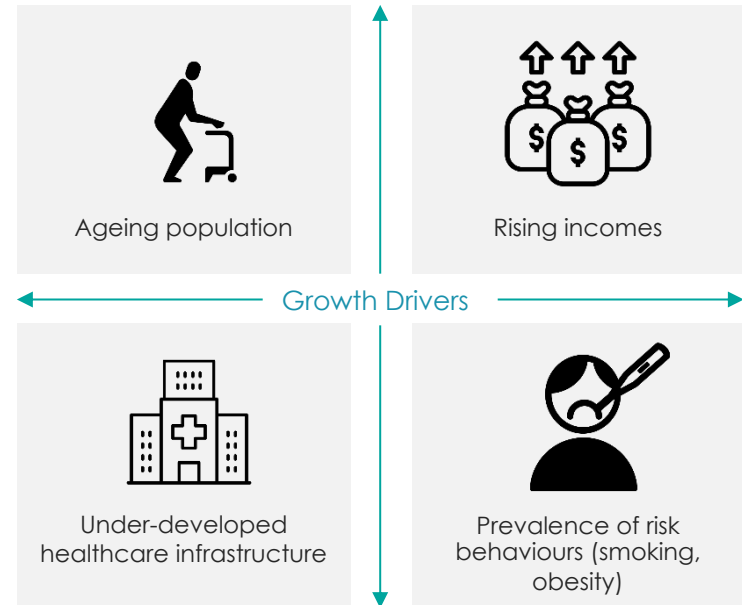 $ $ $
Ageing population
Rising incomes
Growth Drivers
Under-developed
healthcare infrastructure
Prevalence of risk
behaviours (smoking,
obesity)